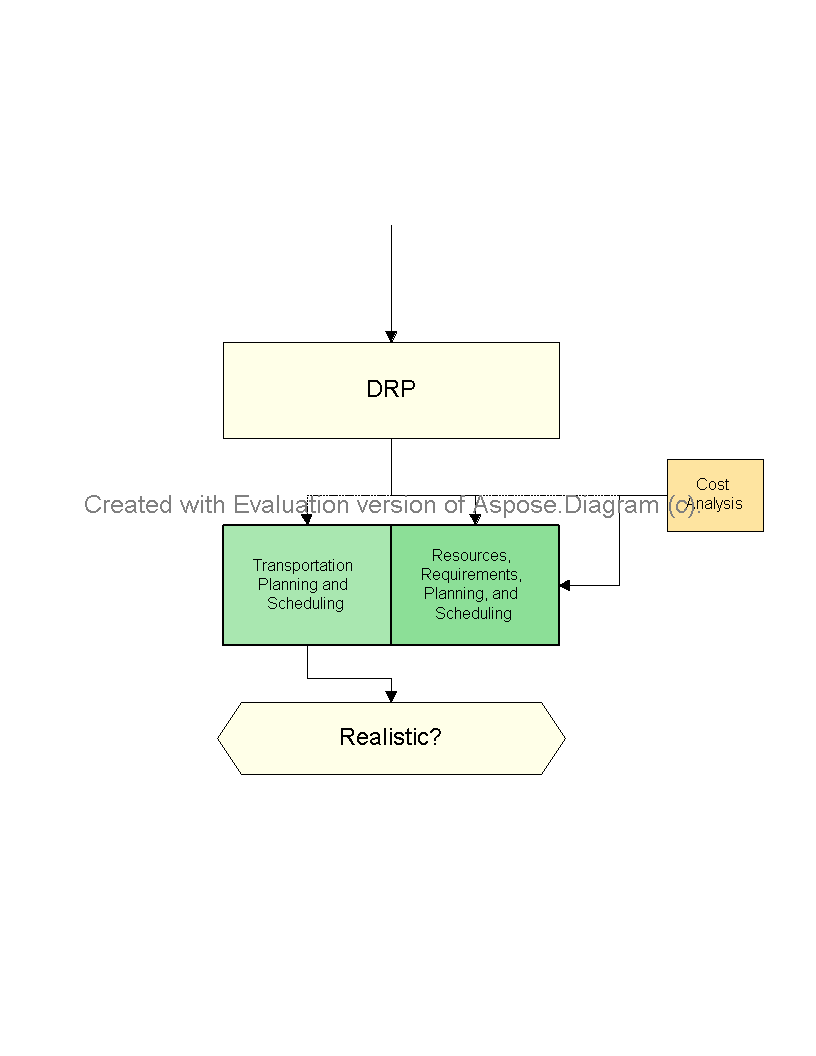 DRP
Cost
Analysis
Created with Evaluation version of Aspose.Diagram (c).
Transportation
Planning and
Scheduling
Resources,
Requirements,
Planning, and
Scheduling
Realistic?